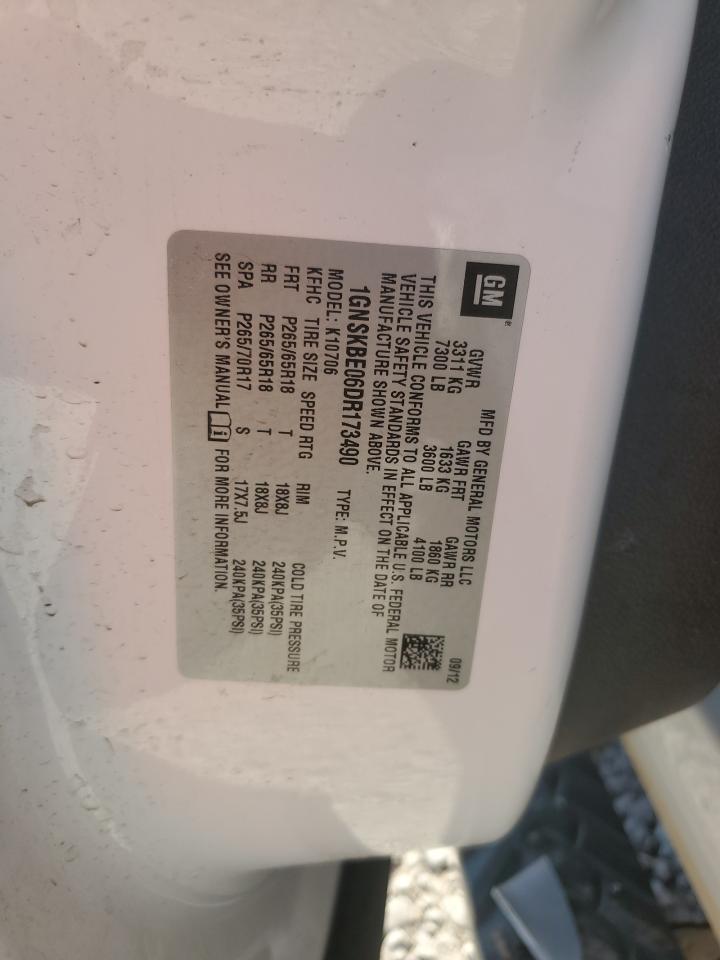 GM®
MFD BY GENERAL MOTORS LLC 09/12
GVWR GAWR FRT GAWR RR
3311 KG 1633 KG 1860 KG
7300 LB 3600 LB 4100 LB
THIS VEHICLE CONFORMS TO ALL APPLICABLE U.S. FEDERAL MOTOR
VEHICLE SAFETY STANDARDS IN EFFECT ON THE DATE OF
MANUFACTURE SHOWN ABOVE.
1GNSKBE06DR173490 TYPE: M.P.V.
MODEL: K10706
KFHC TIRE SIZE SPEED RTG RIM COLD TIRE PRESSURE
FRT P265/65R18 T 18X8J 240KPA(35PSI)
RR P265/65R18 T 18X8J 240KPA(35PSI)
SPA P265/70R17 S 17X7.5J 240KPA(35PSI)
SEE OWNER'S MANUAL FOR MORE INFORMATION.